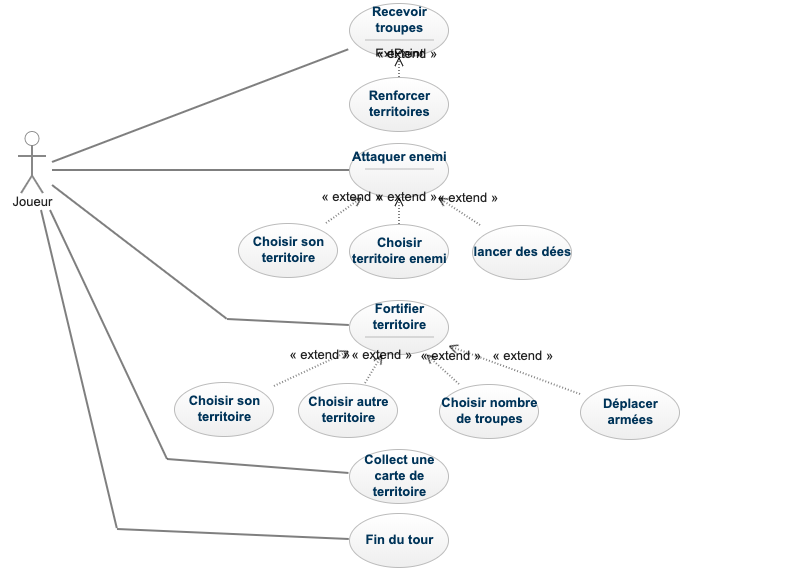 Recevoir
troupes
« extend »
Renforcer
territoires
Attaquer enemi
Joueur
« extend » « extend » « extend »
Choisir son
territoire
Choisir
territoire enemi
lancer des dées
Fortifier
territoire
« extend » « extend » « extend » « extend »
Choisir son
territoire
Choisir autre
territoire
Choisir nombre
de troupes
Déplacer
armées
Collect une
carte de
territoire
Fin du tour